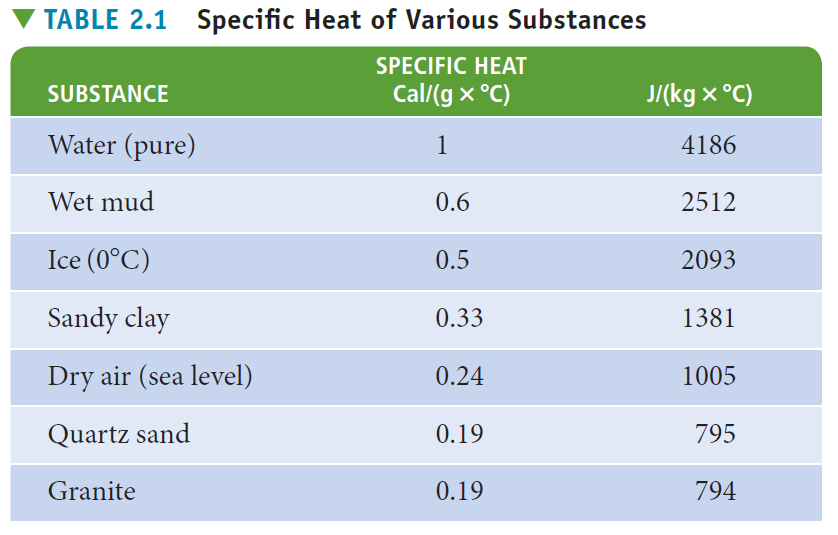 ▼ TABLE 2.1 Specific Heat of Various Substances
SPECIFIC HEAT
SUBSTANCE Cal/(g × °C) J/(kg × °C)
Water (pure) 1 4186
Wet mud 0.6 2512
Ice (0°C) 0.5 2093
Sandy clay 0.33 1381
Dry air (sea level) 0.24 1005
Quartz sand 0.19 795
Granite 0.19 794